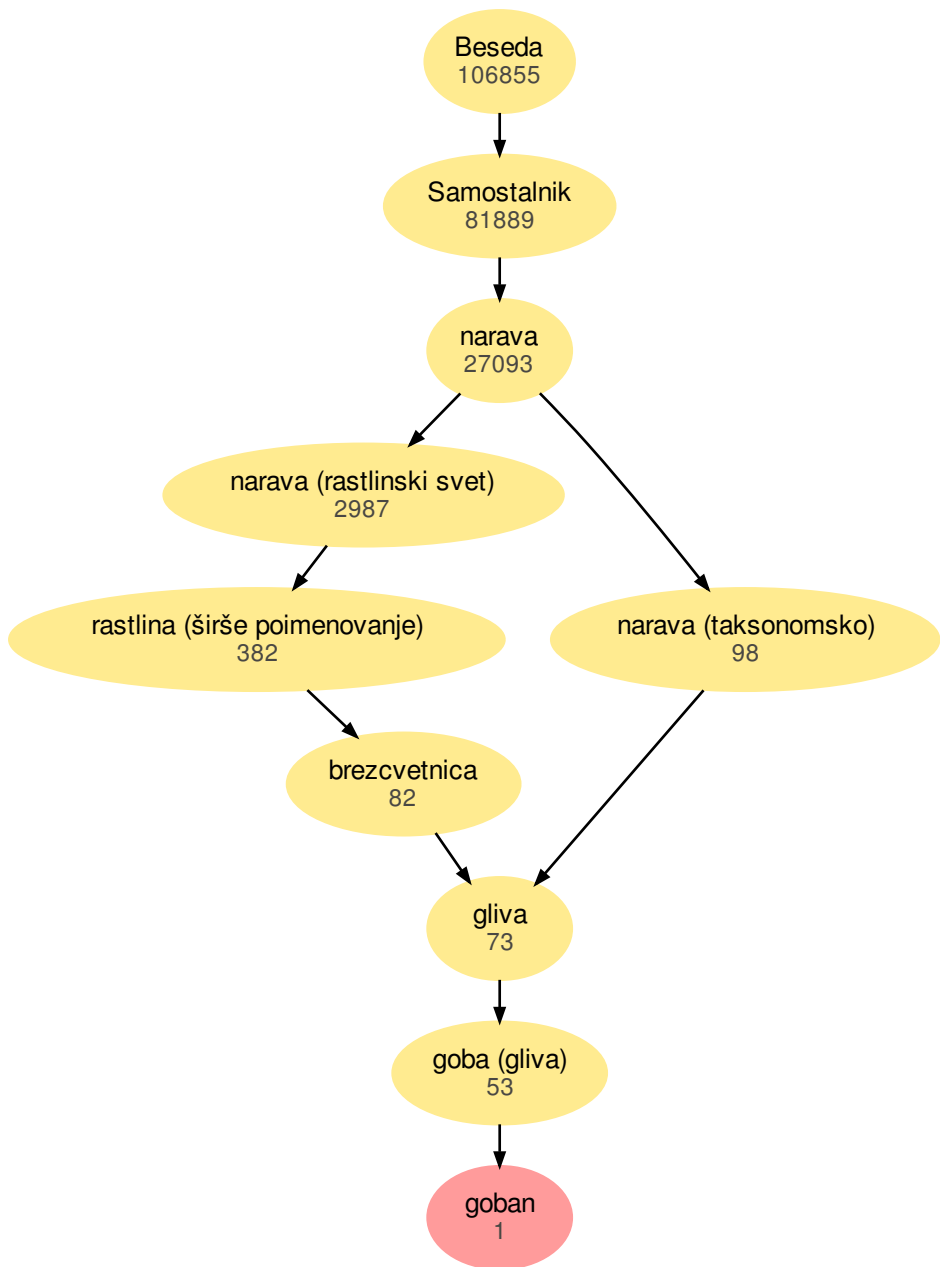 Beseda
106855
Samostalnik
81889
narava
27093
narava (rastlinski svet)
2987
rastlina (širše poimenovanje)
382
narava (taksonomsko)
98
brezcvetnica
82
gliva
73
goba (gliva)
53
goban
1